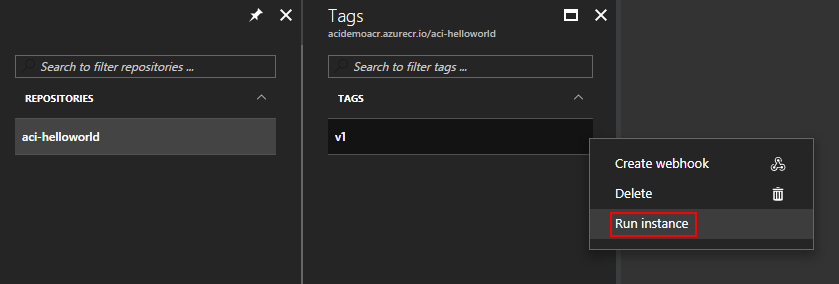 Tags
acidemoacr.azurecr.io/aci-helloworld
Search to filter repositories ...
REPOSITORIES
aci-helloworld
Search to filter tags ...
TAGS
v1
Create webhook
Delete
Run instance